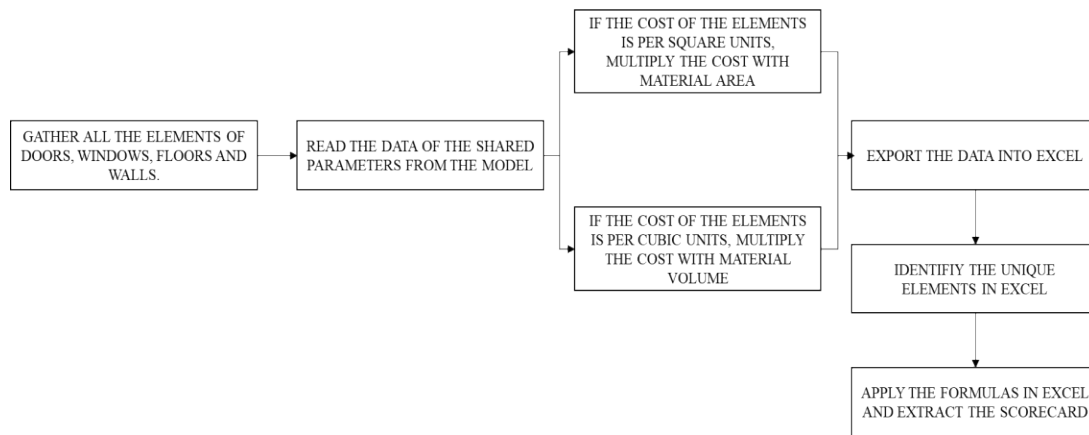 GATHER ALL THE ELEMENTS OF
DOORS, WINDOWS, FLOORS AND
WALLS.
READ THE DATA OF THE SHARED
PARAMETERS FROM THE MODEL
IF THE COST OF THE ELEMENTS
IS PER SQUARE UNITS,
MULTIPLY THE COST WITH
MATERIAL AREA
IF THE COST OF THE ELEMENTS
IS PER CUBIC UNITS, MULTIPLY
THE COST WITH MATERIAL
VOLUME
EXPORT THE DATA INTO EXCEL
IDENTIFIY THE UNIQUE
ELEMENTS IN EXCEL
APPLY THE FORMULAS IN EXCEL
AND EXTRACT THE SCORECARD